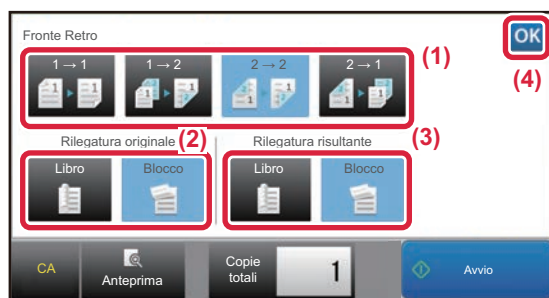 Fronte Retro
OK
(1)
(4)
1 → 1
1 → 2
2 → 2
2 → 1
Rilegatura originale
(2)
Rilegatura risultante
(3)
Libro
Blocco
Libro
Blocco
CA
Anteprima
Copie
totali
1
Avvio